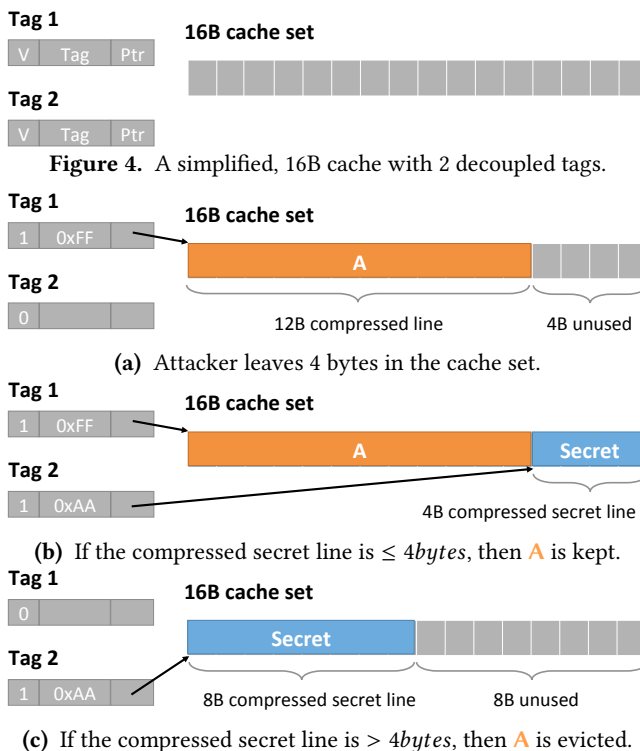 Tag 1
16B cache set
V Tag Ptr
Tag 2
V Tag Ptr
Figure 4. A simplified, 16B cache with 2 decoupled tags.
Tag 1
16B cache set
1 0xFF
A
Tag 2
0
12B compressed line
4B unused
(a) Attacker leaves 4 bytes in the cache set.
Tag 1
16B cache set
1 0xFF
A
Secret
Tag 2
1 0xAA
4B compressed secret line
(b) If the compressed secret line is ≤ 4bytes, then A is kept.
Tag 1
16B cache set
0
Secret
Tag 2
1 0xAA
8B compressed secret line
8B unused
(c) If the compressed secret line is > 4bytes, then A is evicted.